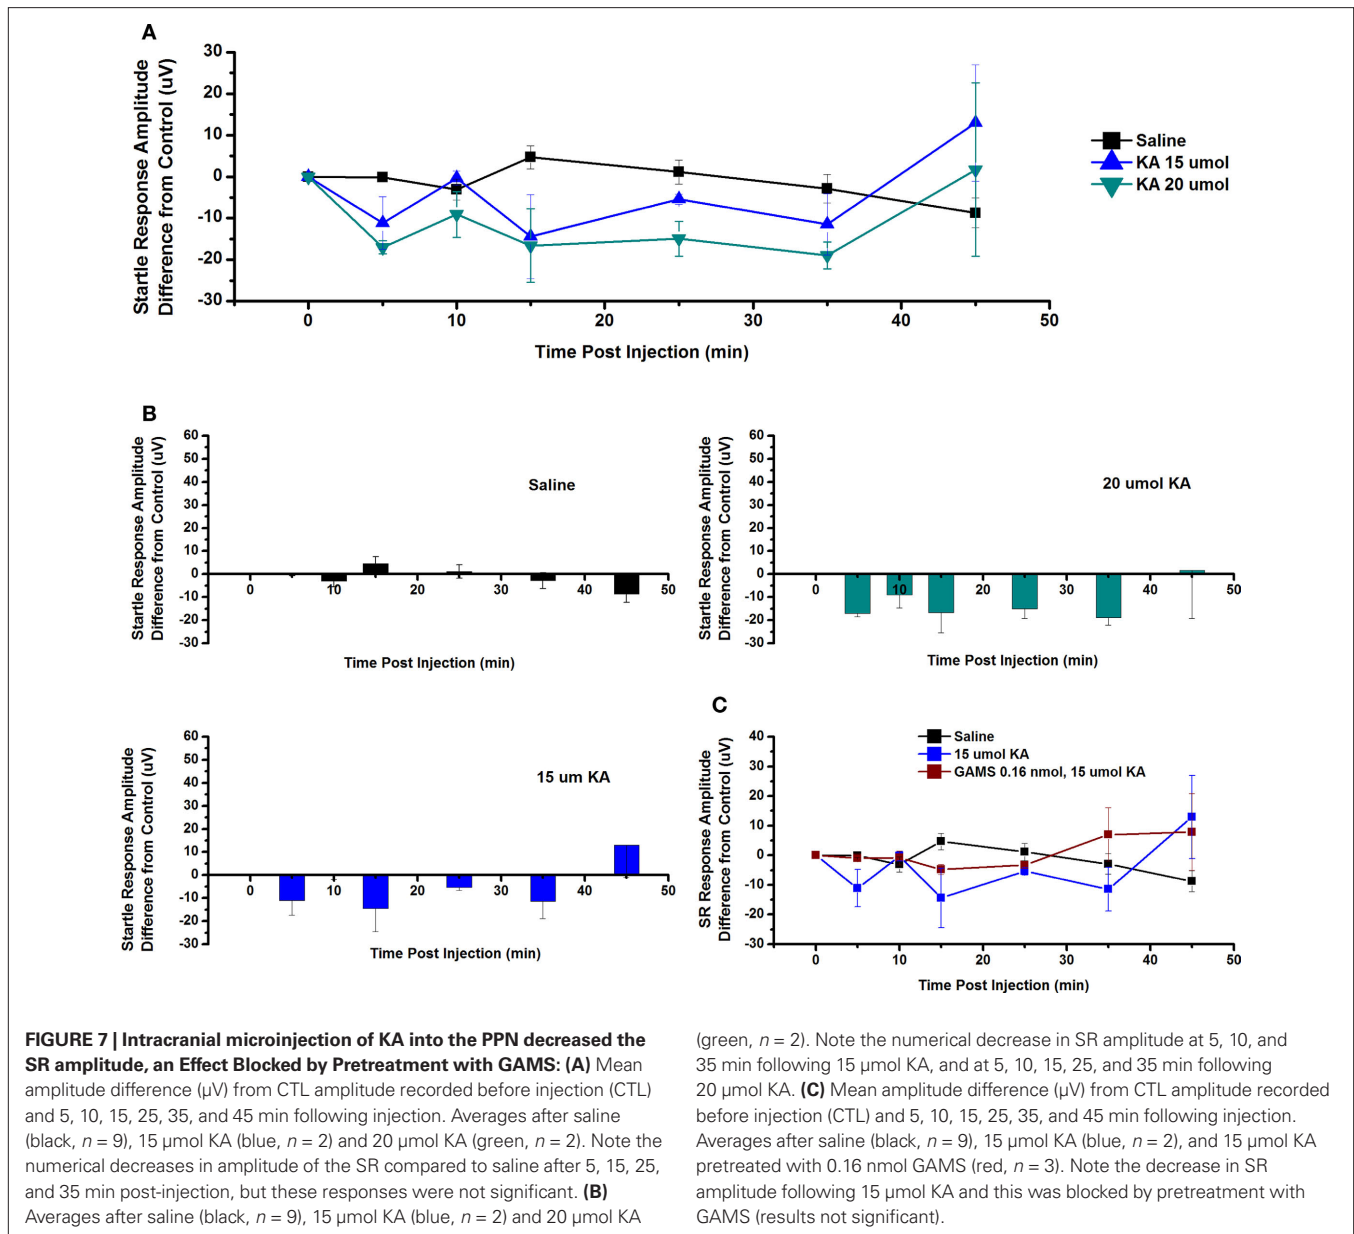 A
30
20
10
0
-10
-20
-30
Startle Response Amplitude
Difference from Control (uV)
0
10
20
30
40
50
Time Post Injection (min)
Saline
KA 15 umol
KA 20 umol
B
60
50
40
30
20
10
0
-10
-20
-30
Startle Response Amplitude
Difference from Control (uV)
Saline
0
10
20
30
40
50
Time Post Injection (min)
60
50
40
30
20
10
0
-10
-20
-30
Startle Response Amplitude
Difference from Control (uV)
20 umol KA
0
10
20
30
40
50
Time Post Injection (min)
60
50
40
30
20
10
0
-10
-20
-30
Startle Response Amplitude
Difference from Control (uV)
15 um KA
0
10
20
30
40
50
Time Post Injection (min)
C
40
30
20
10
0
-10
-20
-30
SR Response Amplitude
Difference from Control (uV)
Saline
15 umol KA
GAMS 0.16 nmol, 15 umol KA
0
10
20
30
40
50
Time Post Injection (min)
FIGURE 7 | Intracranial microinjection of KA into the PPN decreased the
SR amplitude, an Effect Blocked by Pretreatment with GAMS: (A) Mean
amplitude difference (µV) from CTL amplitude recorded before injection (CTL)
and 5, 10, 15, 25, 35, and 45 min following injection. Averages after saline
(black, n = 9), 15 µmol KA (blue, n = 2) and 20 µmol KA (green, n = 2). Note the
numerical decreases in amplitude of the SR compared to saline after 5, 15, 25,
and 35 min post-injection, but these responses were not significant. (B)
Averages after saline (black, n = 9), 15 µmol KA (blue, n = 2) and 20 µmol KA
(green, n = 2). Note the numerical decrease in SR amplitude at 5, 10, and
35 min following 15 µmol KA, and at 5, 10, 15, 25, and 35 min following
20 µmol KA. (C) Mean amplitude difference (µV) from CTL amplitude recorded
before injection (CTL) and 5, 10, 15, 25, 35, and 45 min following injection.
Averages after saline (black, n = 9), 15 µmol KA (blue, n = 2), and 15 µmol KA
pretreated with 0.16 nmol GAMS (red, n = 3). Note the decrease in SR
amplitude following 15 µmol KA and this was blocked by pretreatment with
GAMS (results not significant).